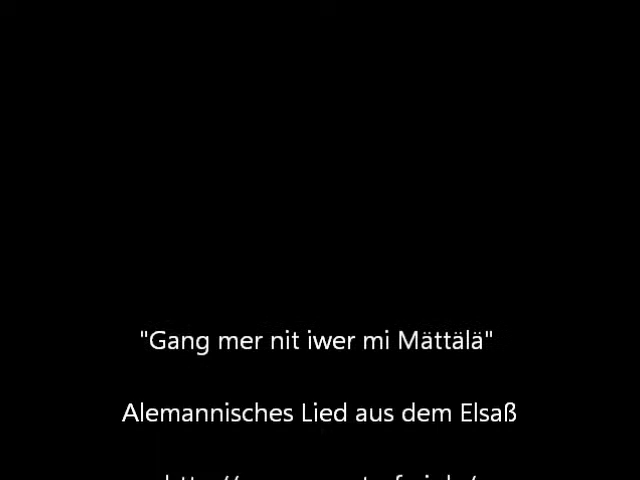 "Gang mer nit iwer mi Mättälä"
Alemannisches Lied aus dem Elsaß